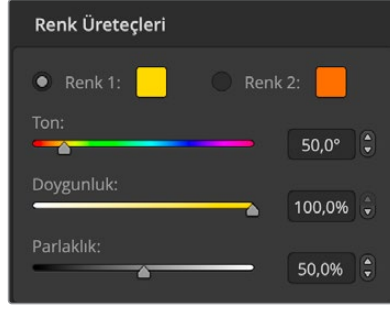 Renk Üreteçleri
Renk 1: Renk 2:
Ton:
50,0°
Doygunluk:
100,0%
Parlaklık:
50,0%